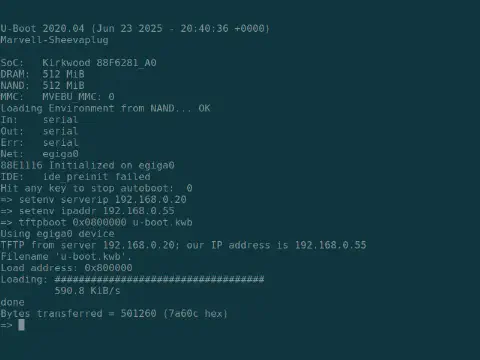 U-Boot 2020.04 (Jun 23 2025 - 20:40:36 +0000)
Marvell-Sheevaplug
SoC:   Kirkwood 88F6281_A0
DRAM:  512 MiB
NAND:  512 MiB
MMC:   MVEBU_MMC: 0
Loading Environment from NAND... OK
In:    serial
Out:   serial
Err:   serial
Net:   egiga0
88E1116 Initialized on egiga0
IDE:   ide_preinit failed
Hit any key to stop autoboot:  0
=> setenv serverip 192.168.0.20
=> setenv ipaddr 192.168.0.55
=> tftpboot 0x0800000 u-boot.kwb
Using egiga0 device
TFTP from server 192.168.0.20; our IP address is 192.168.0.55
Filename 'u-boot.kwb'.
Load address: 0x800000
Loading: ###################################
         590.8 KiB/s
done
Bytes transferred = 501260 (7a60c hex)
=>